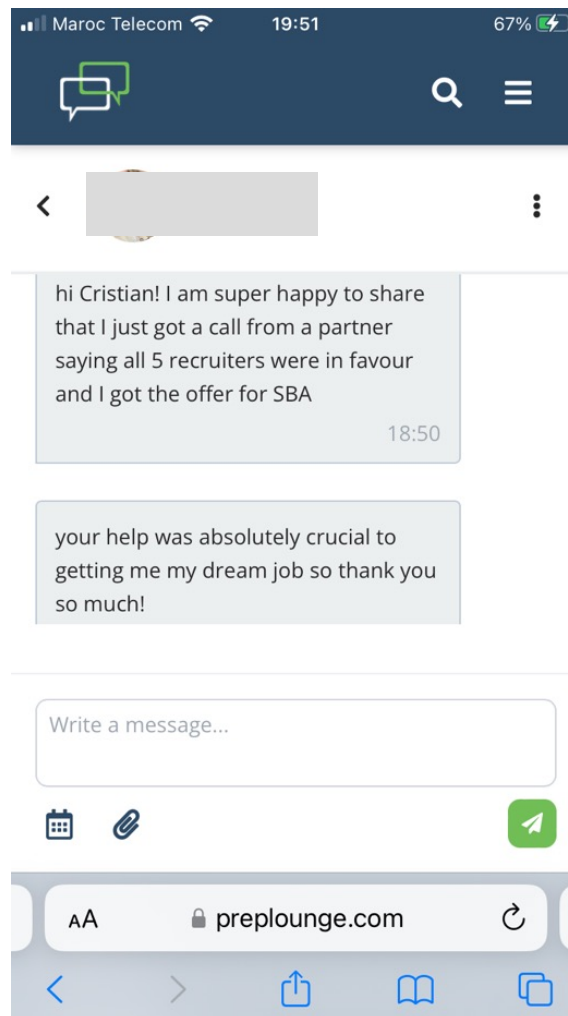 Maroc Telecom 19:51 67%
hi Cristian! I am super happy to share
that I just got a call from a partner
saying all 5 recruiters were in favour
and I got the offer for SBA
18:50
your help was absolutely crucial to
getting me my dream job so thank you
so much!
Write a message...
AA preplounge.com